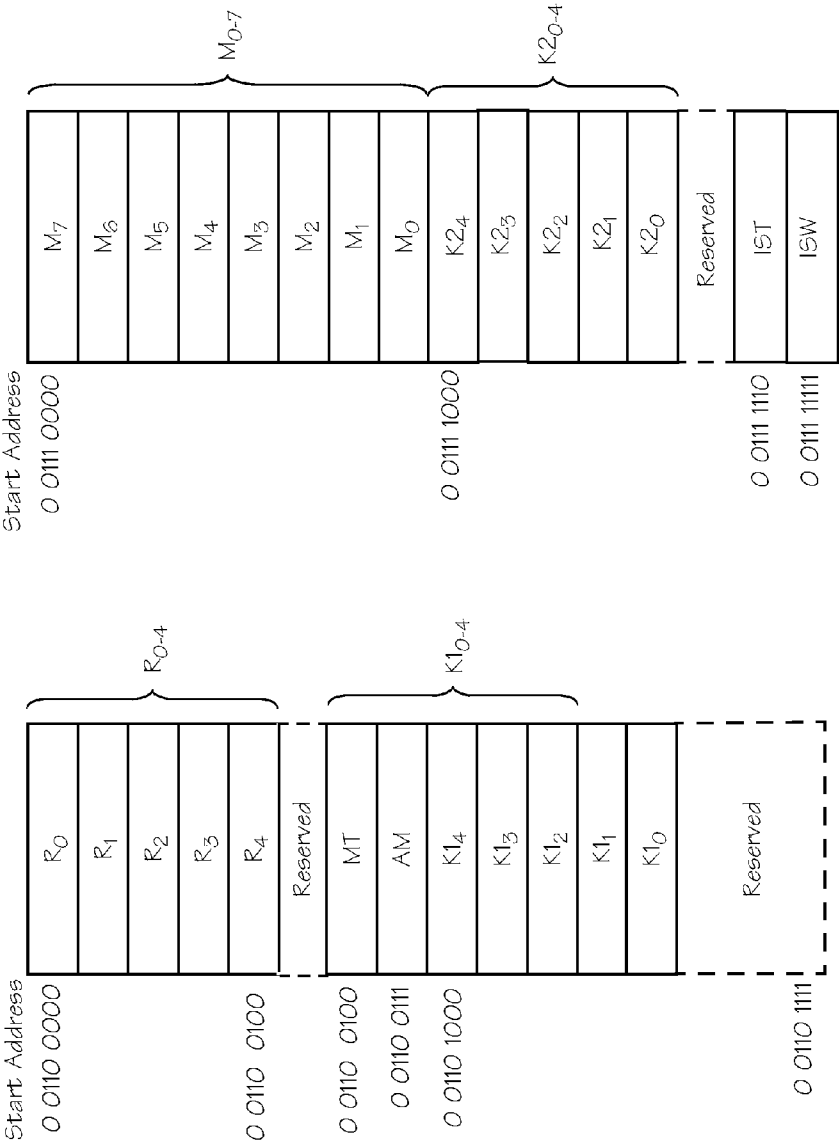 Start Address
0 0110 0000
R0
R1
R2
R3
0 0110 0100
R4
R0-4
Reserved
0 0110 0100
MT
0 0110 0111
AM
0 0110 1000
K14
K13
K12
K11
K10
K10-4
Reserved
0 0110 1111
Start Address
0 0111 0000
M7
M6
M5
M4
M3
M2
M1
M0
M0-7
0 0111 1000
K24
K23
K22
K21
K20
K20-4
Reserved
0 0111 1110
IST
0 0111 11111
ISW